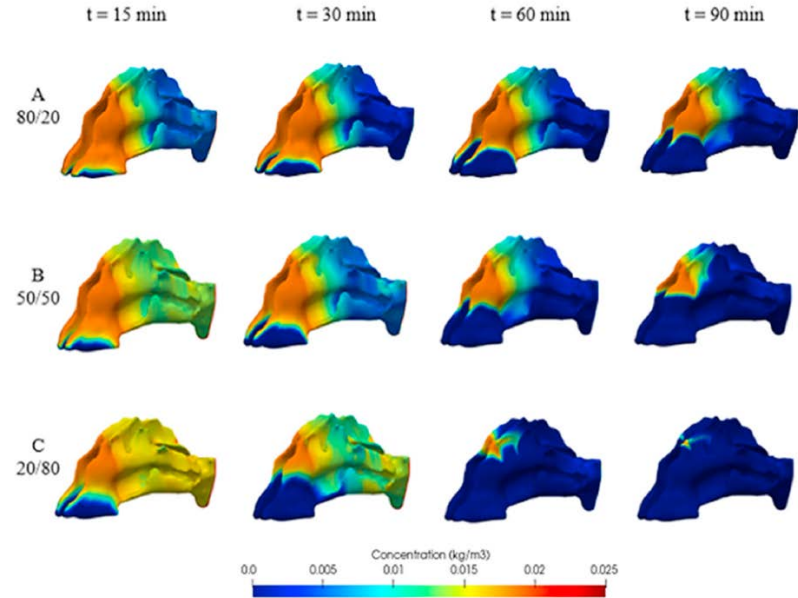 t = 15 min t = 30 min t = 60 min t = 90 min
A
80/20
B
50/50
C
20/80
Concentration (kg/m3)
0.0 0.005 0.01 0.015 0.02 0.025